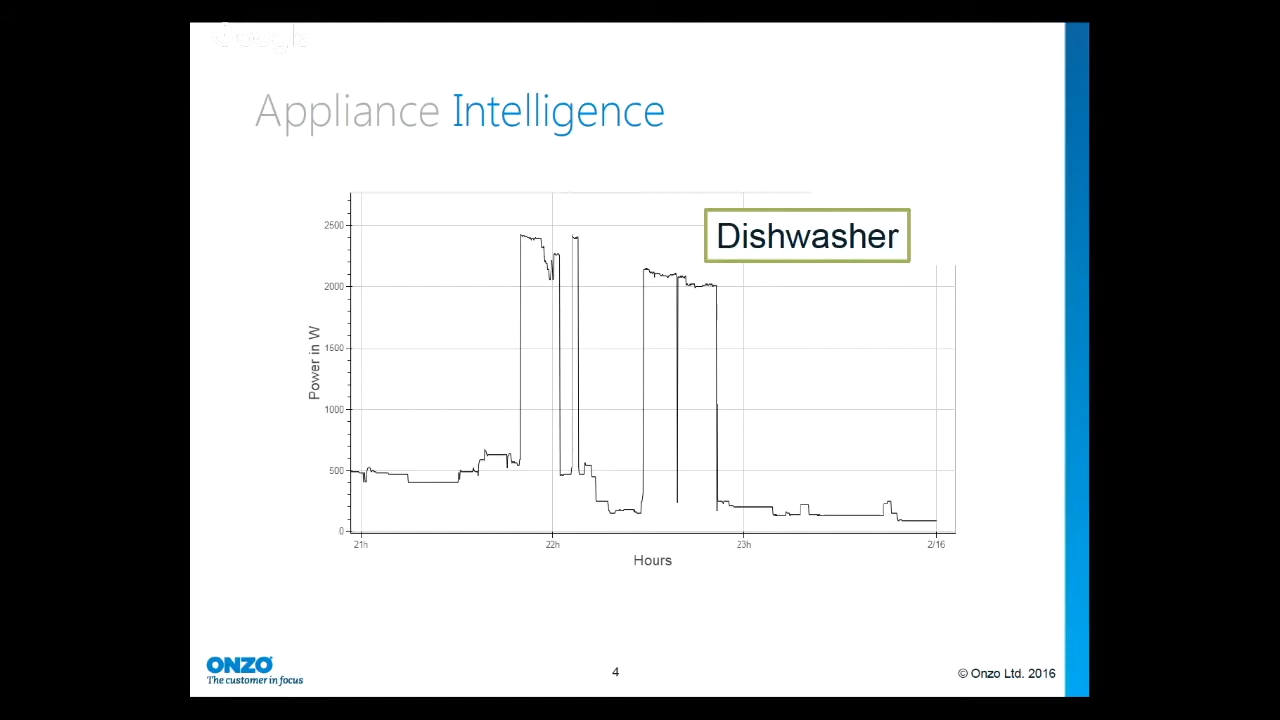 Google
Appliance Intelligence
Dishwasher
2500
2000
1500
1000
500
0
Power in W
21h
22h
23h
2/16
Hours
ONZO
The customer in focus
4
© Onzo Ltd. 2016